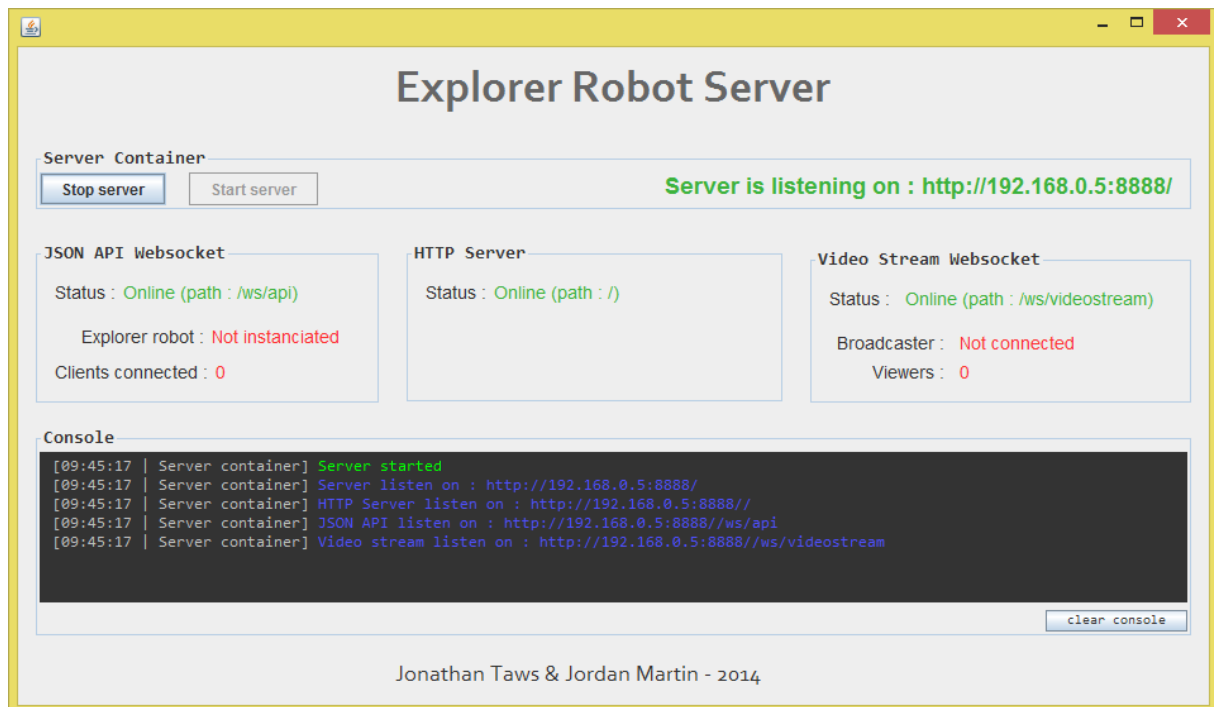 Explorer Robot Server
Server Container
Stop server
Start server
Server is listening on : http://192.168.0.5:8888/
JSON API Websocket
Status : Online (path : /ws/api)
Explorer robot : Not instanciated
Clients connected : 0
HTTP Server
Status : Online (path : /)
Video Stream Websocket
Status : Online (path : /ws/videostream)
Broadcaster : Not connected
Viewers : 0
Console
[09:45:17 | Server container] Server started
[09:45:17 | Server container] Server listen on : http://192.168.0.5:8888/
[09:45:17 | Server container] HTTP Server listen on : http://192.168.0.5:8888//
[09:45:17 | Server container] JSON API listen on : http://192.168.0.5:8888//ws/api
[09:45:17 | Server container] Video stream listen on : http://192.168.0.5:8888//ws/videostream
clear console
Jonathan Taws & Jordan Martin - 2014